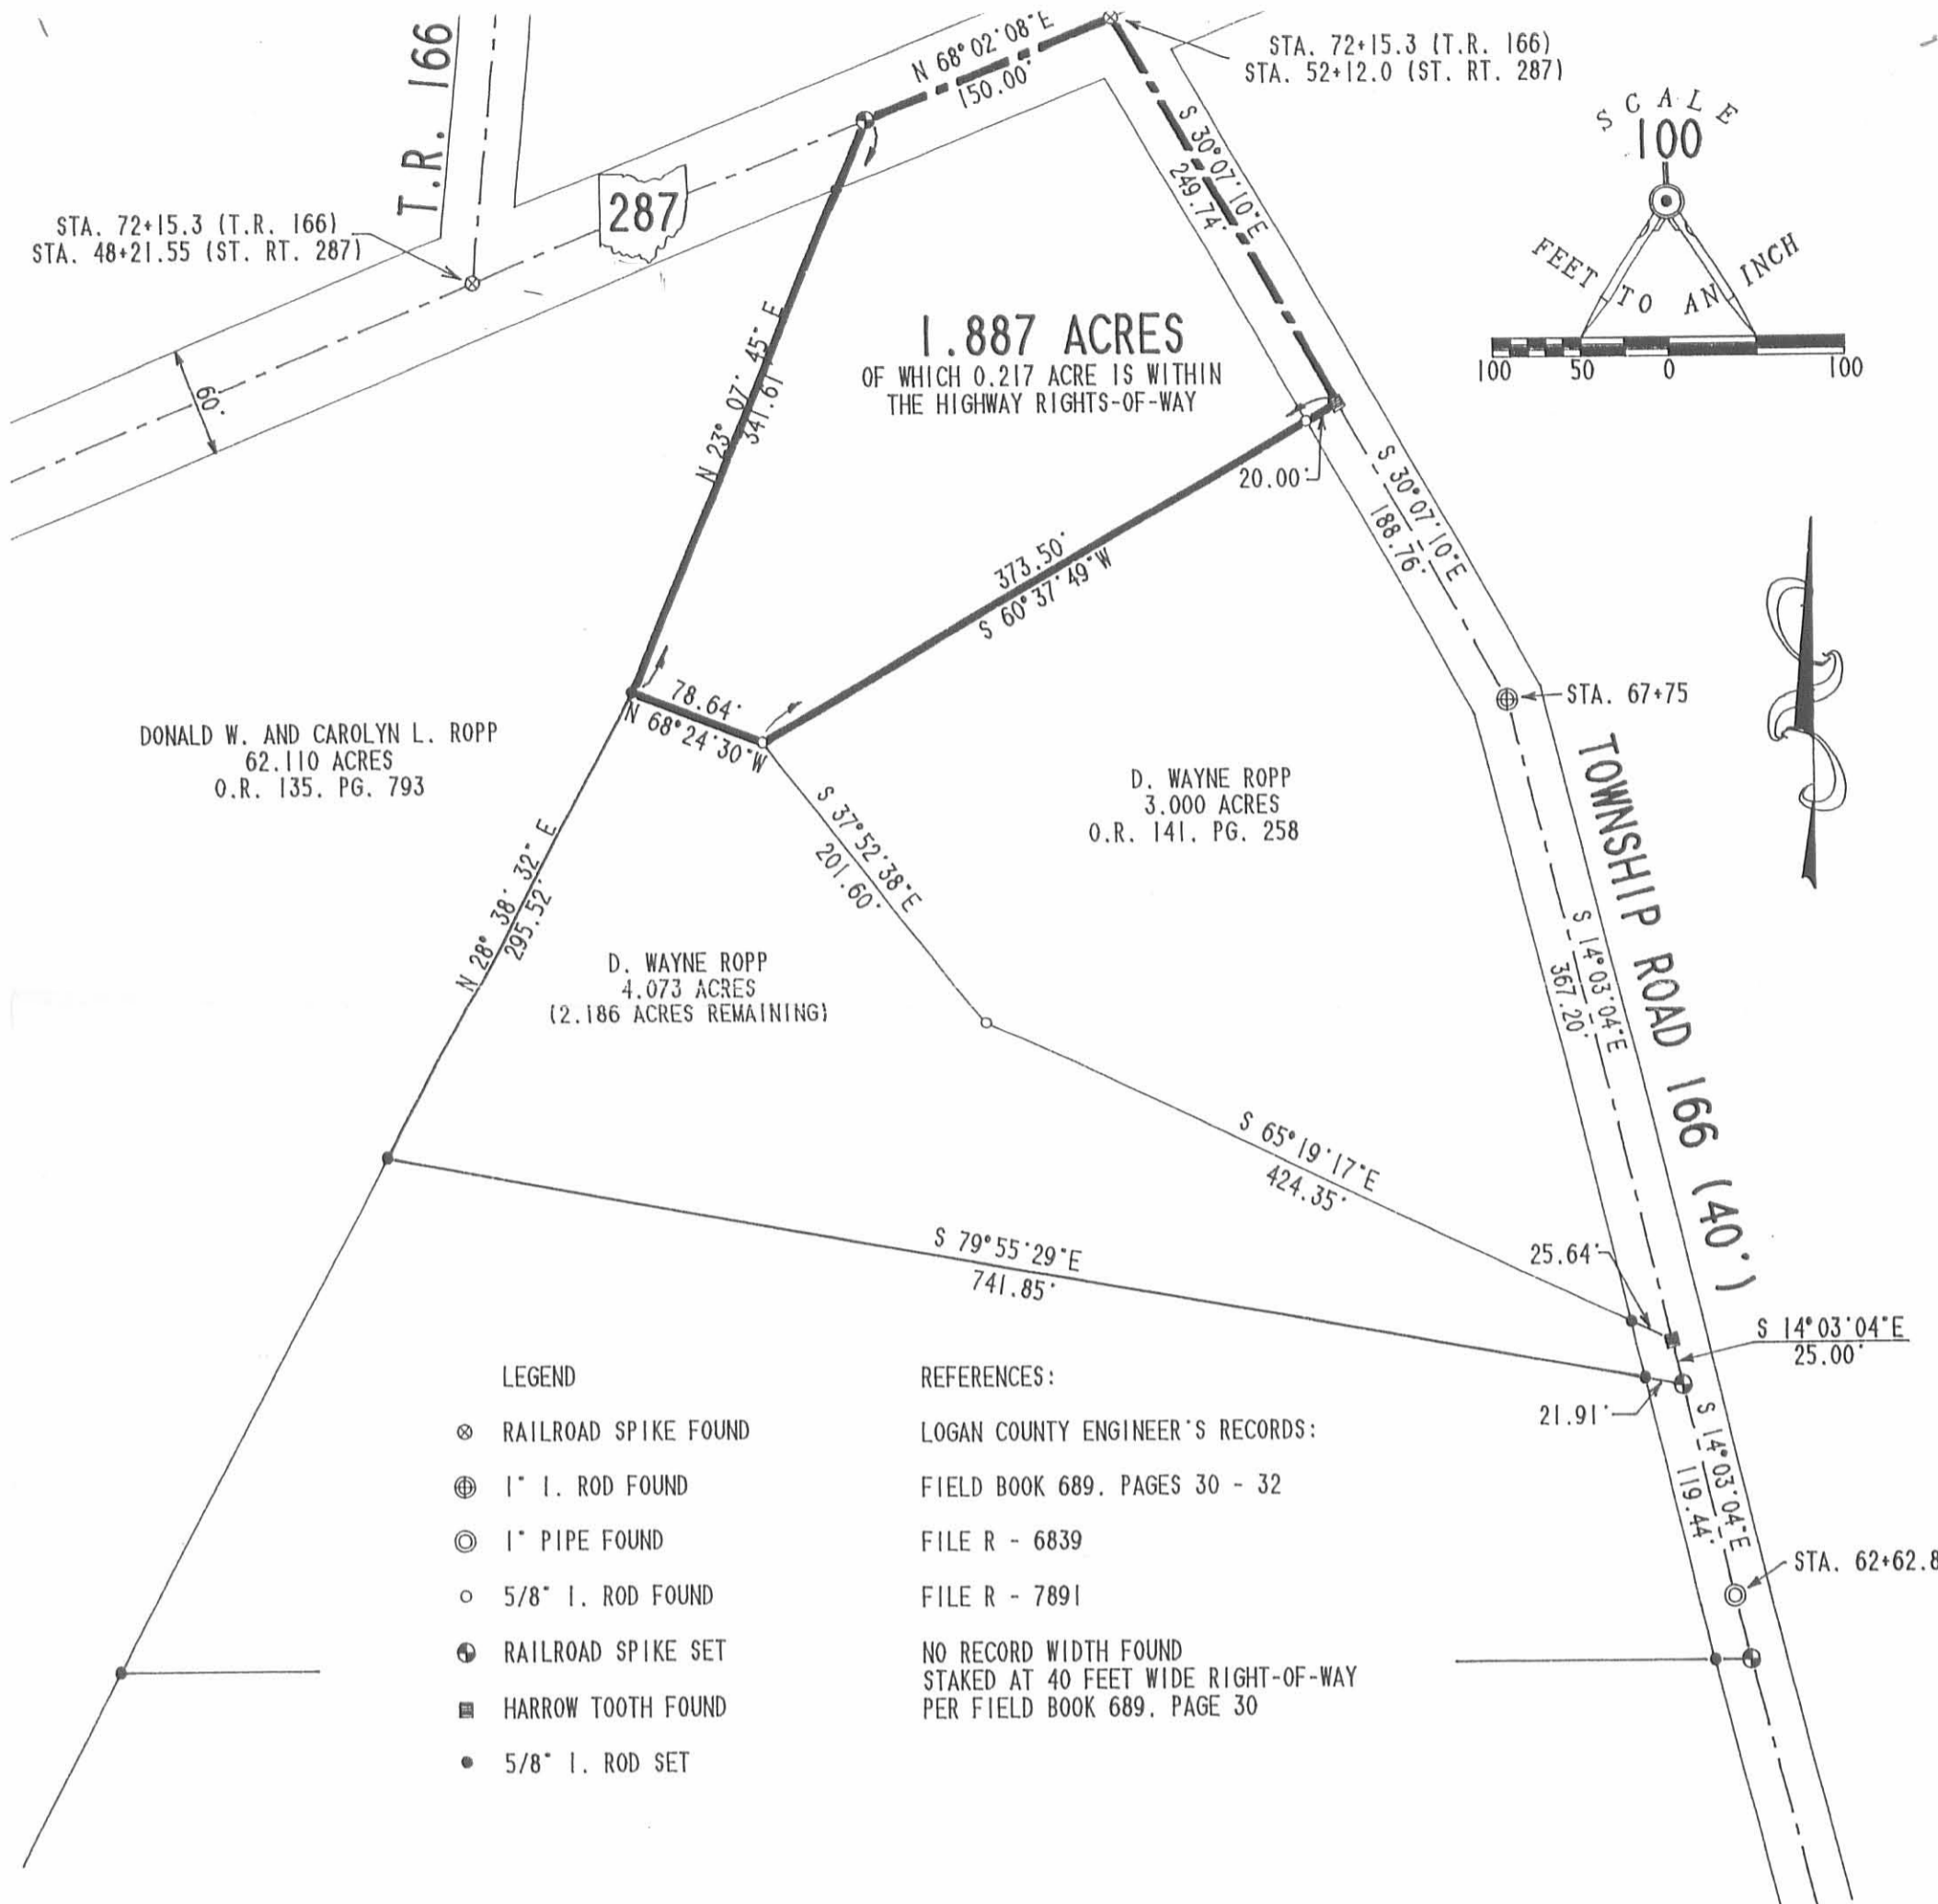 T.R. 166
N 68°02'08"E
150.00'
STA. 72+15.3 (T.R. 166)
STA. 52+12.0 (ST. RT. 287)
SCALE
100
FEET TO AN INCH
100 50 0 100
STA. 72+15.3 (T.R. 166)
STA. 48+21.55 (ST. RT. 287)
287
60'
S 30°07'10"E
249.74'
1.887 ACRES
OF WHICH 0.217 ACRE IS WITHIN
THE HIGHWAY RIGHTS-OF-WAY
N 23° 07' 45" E
341.61'
20.00'
S 30°07'10"E
188.76'
373.50'
S 60°37'49"W
78.64'
N 68°24'30"W
STA. 67+75
DONALD W. AND CAROLYN L. ROPP
62.110 ACRES
O.R. 135. PG. 793
D. WAYNE ROPP
3.000 ACRES
O.R. 141. PG. 258
TOWNSHIP ROAD 166 (40')
S 37°52'38"E
201.60'
N 28° 38' 32" E
295.52'
D. WAYNE ROPP
4.073 ACRES
(2.186 ACRES REMAINING)
S 14°03'04"E
367.20'
S 65°19'17"E
424.35'
S 79°55'29"E
741.85'
25.64'
S 14°03'04"E
25.00'
21.91'
S 14°03'04"E
119.44'
STA. 62+62.8
LEGEND
RAILROAD SPIKE FOUND
1" I. ROD FOUND
1" PIPE FOUND
5/8" I. ROD FOUND
RAILROAD SPIKE SET
HARROW TOOTH FOUND
5/8" I. ROD SET
REFERENCES:
LOGAN COUNTY ENGINEER'S RECORDS:
FIELD BOOK 689. PAGES 30 - 32
FILE R - 6839
FILE R - 7891
NO RECORD WIDTH FOUND
STAKED AT 40 FEET WIDE RIGHT-OF-WAY
PER FIELD BOOK 689. PAGE 30